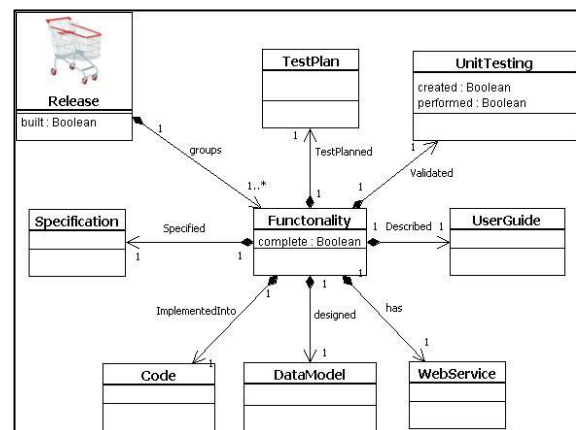 TestPlan
UnitTesting
created : Boolean
performed : Boolean
Release
built : Boolean
1
groups
1..*
1
TestPlanned
1
1
Validated
1
Specification
Specified
1
1
Functonality
complete : Boolean
1
Described
1
UserGuide
ImplementedInto
1
1
designed
1
1
has
1
1
Code
DataModel
WebService